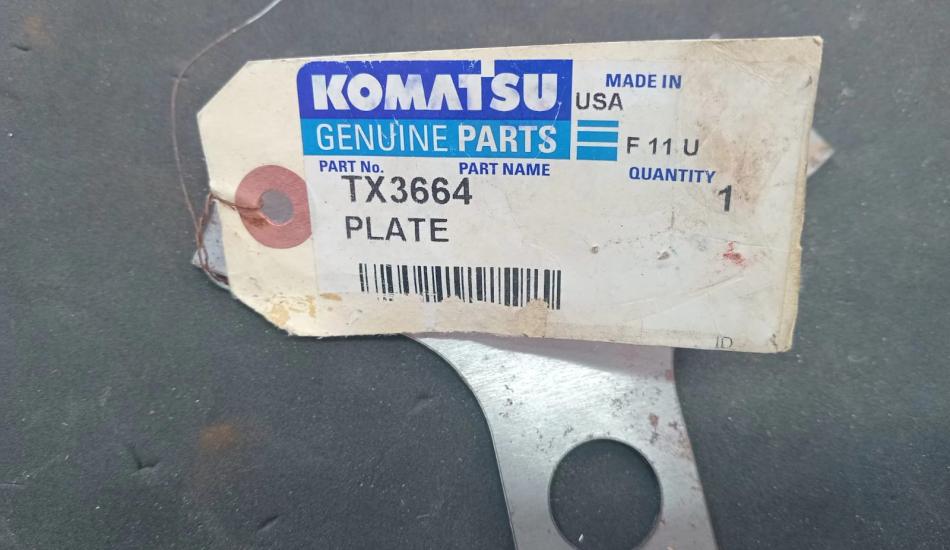 KOMATSU
GENUINE PARTS
MADE IN
USA
F 11 U
PART No. PART NAME QUANTITY
TX3664 1
PLATE
ID